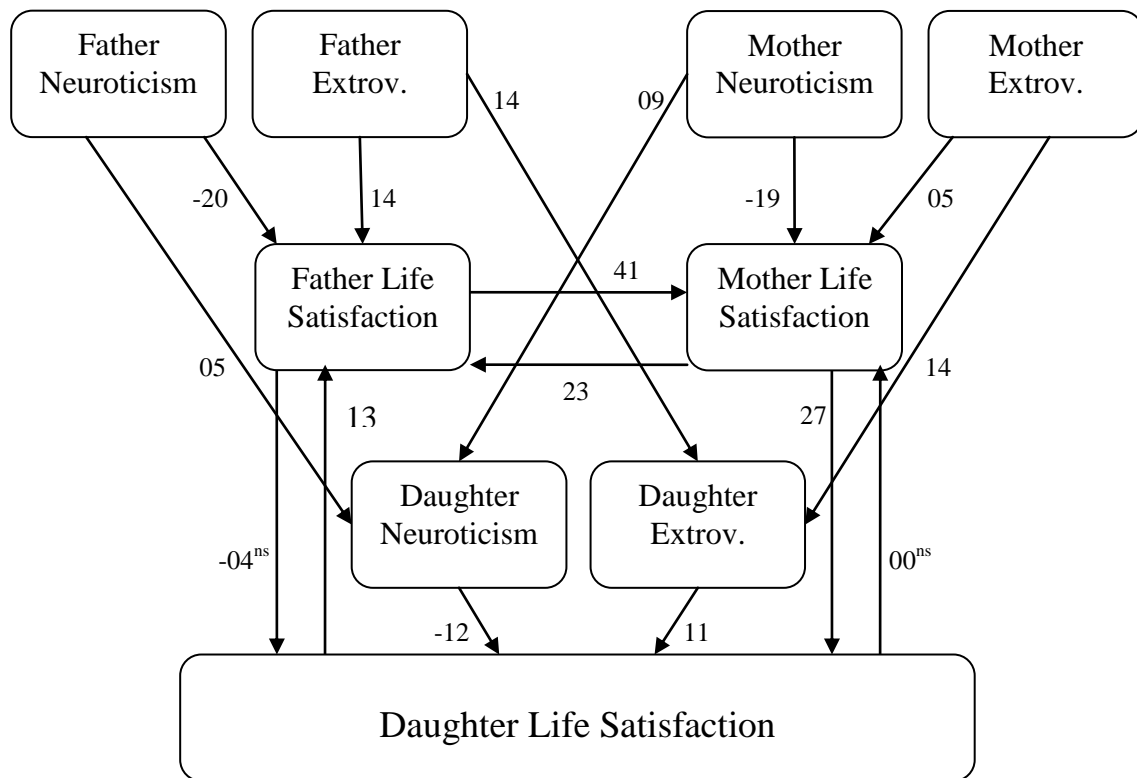 Father
Neuroticism
Father
Extrov.
Mother
Neuroticism
Mother
Extrov.
14
09
-20
14
-19
05
Father Life
Satisfaction
41
Mother Life
Satisfaction
05
13
23
27
14
Daughter
Neuroticism
Daughter
Extrov.
-04ns
00ns
-12
11
Daughter Life Satisfaction